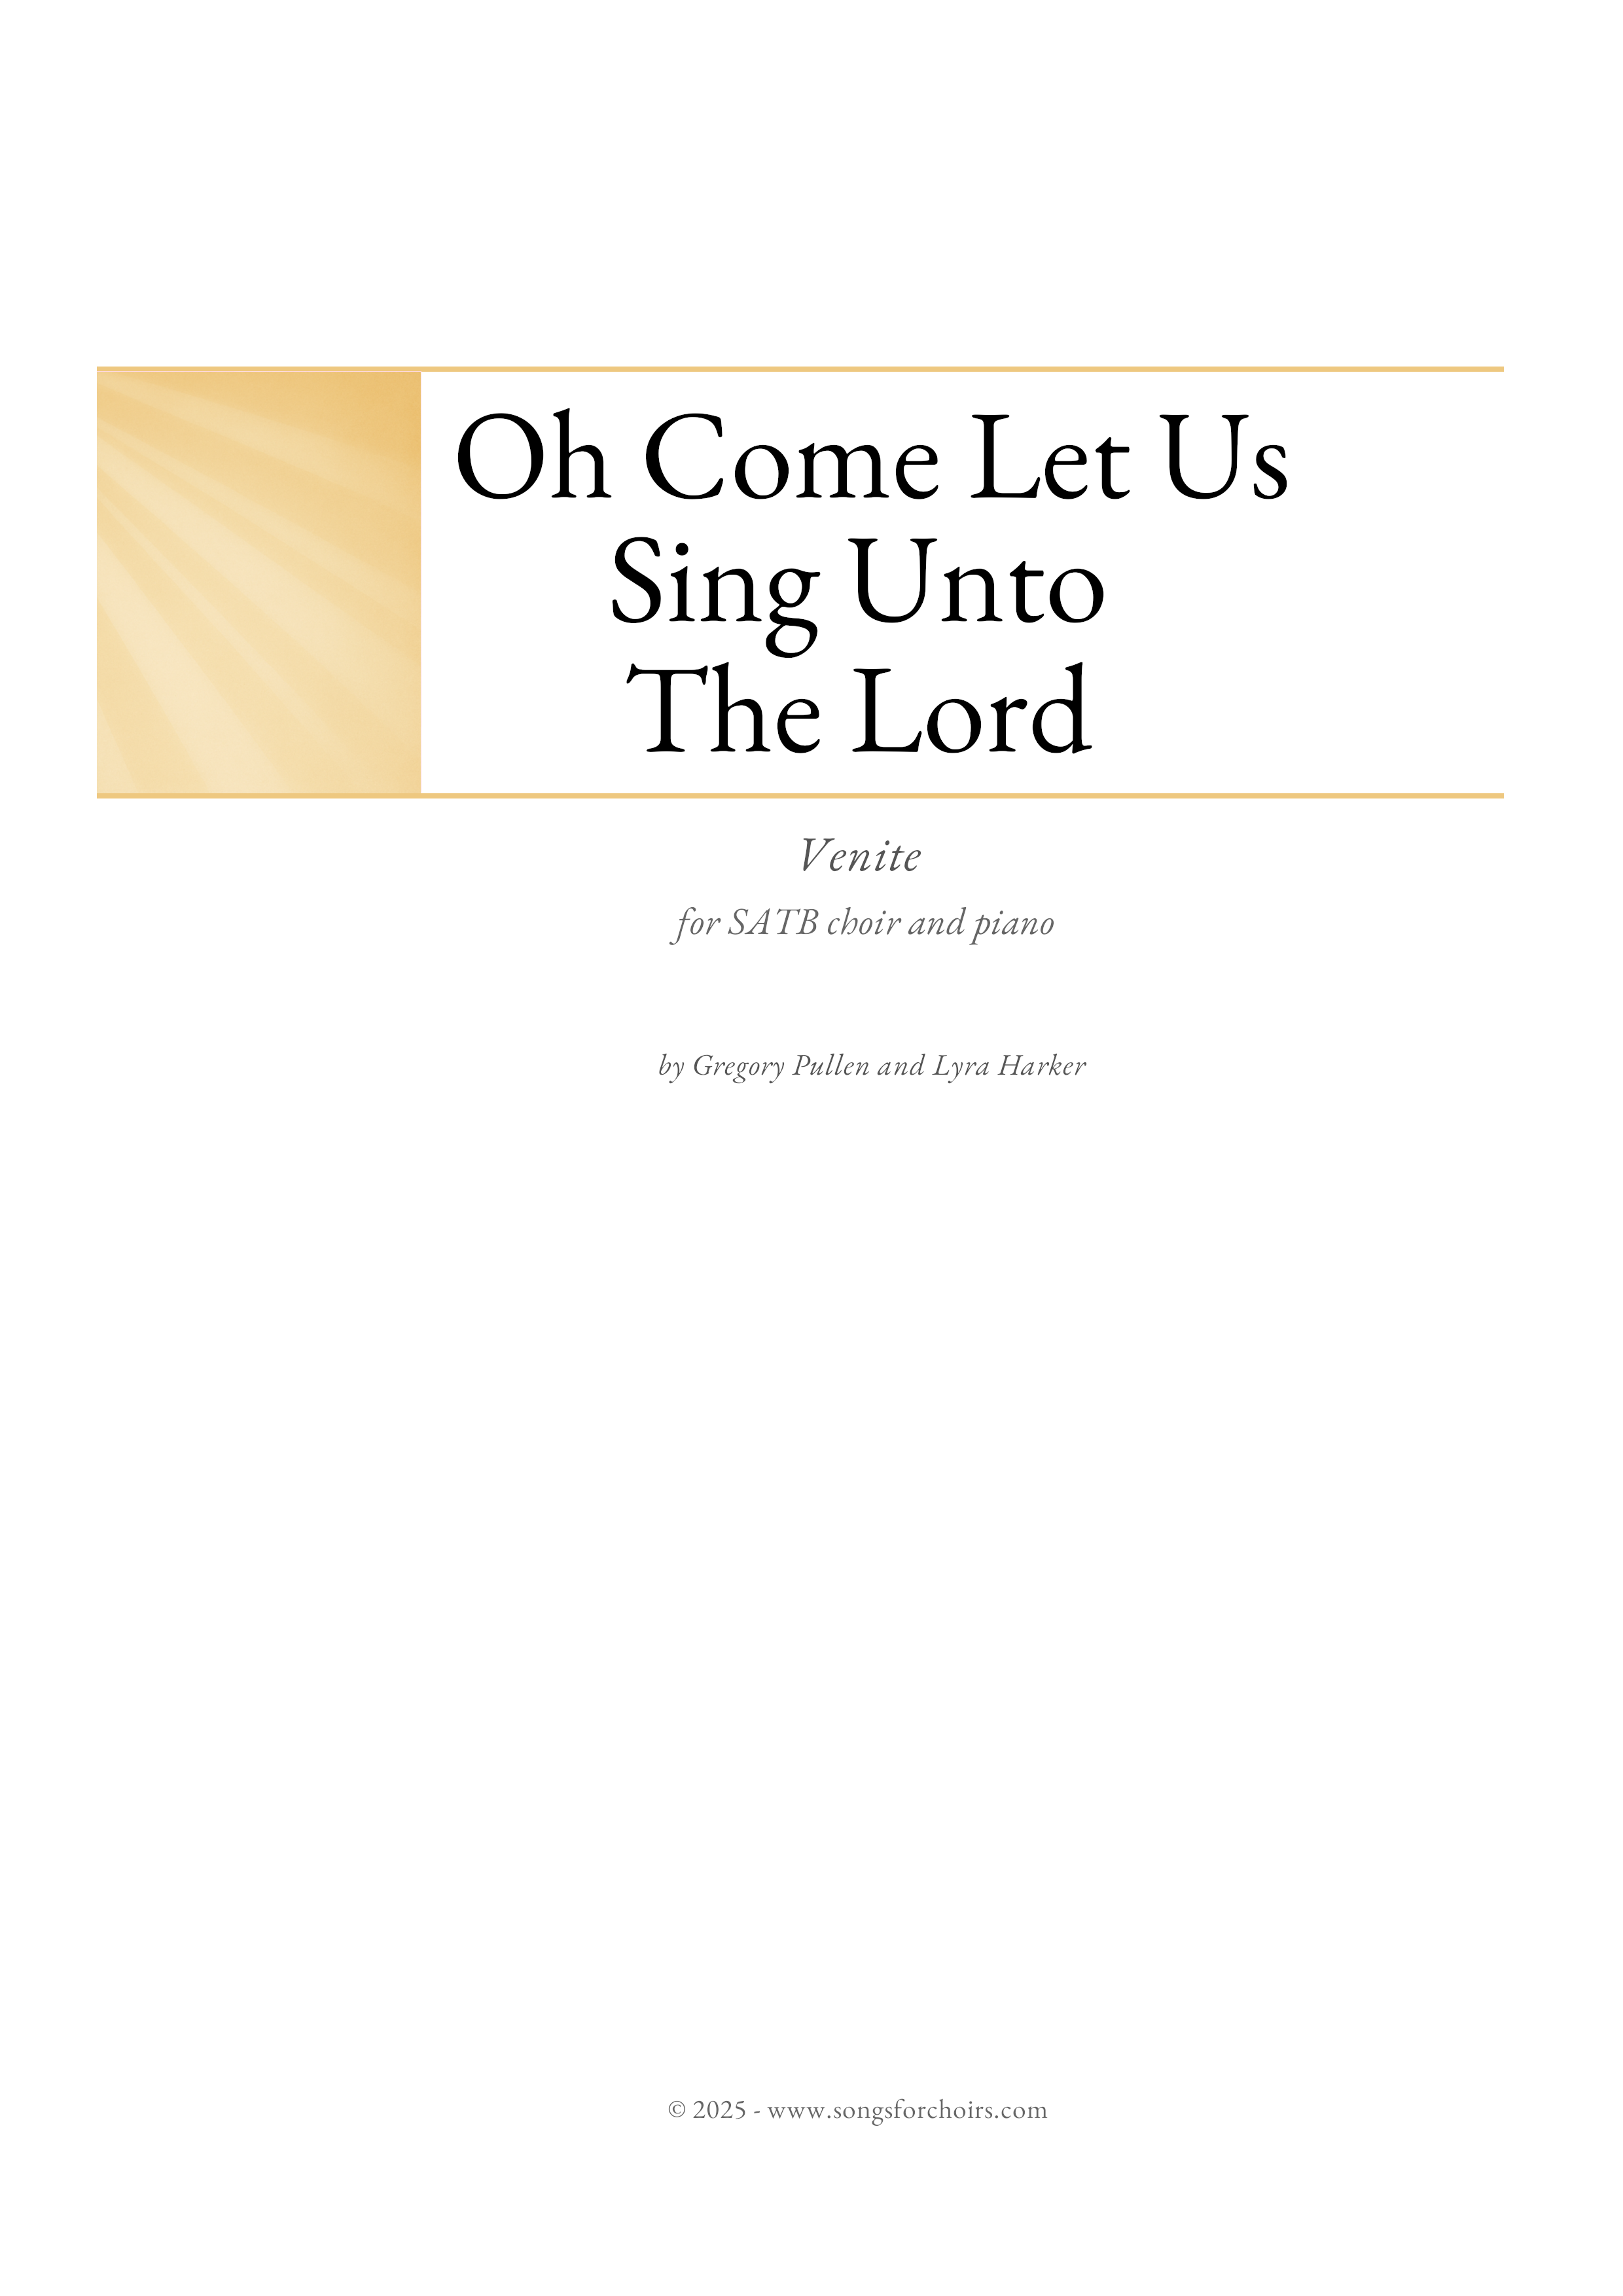 Oh Come Let Us
Sing Unto
The Lord
Venite
for SATB choir and piano
by Gregory Pullen and Lyra Harker
© 2025 - www.songsforchoirs.com